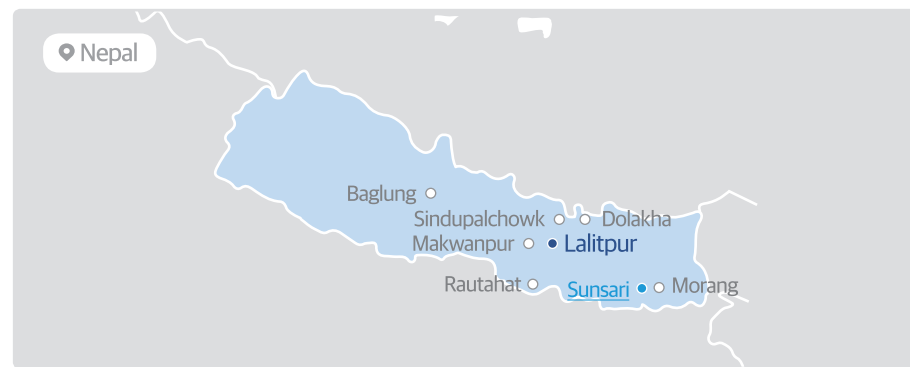 Nepal
Baglung
Sindupalchowk
Dolakha
Makwanpur
Lalitpur
Rautahat
Sunsari
Morang